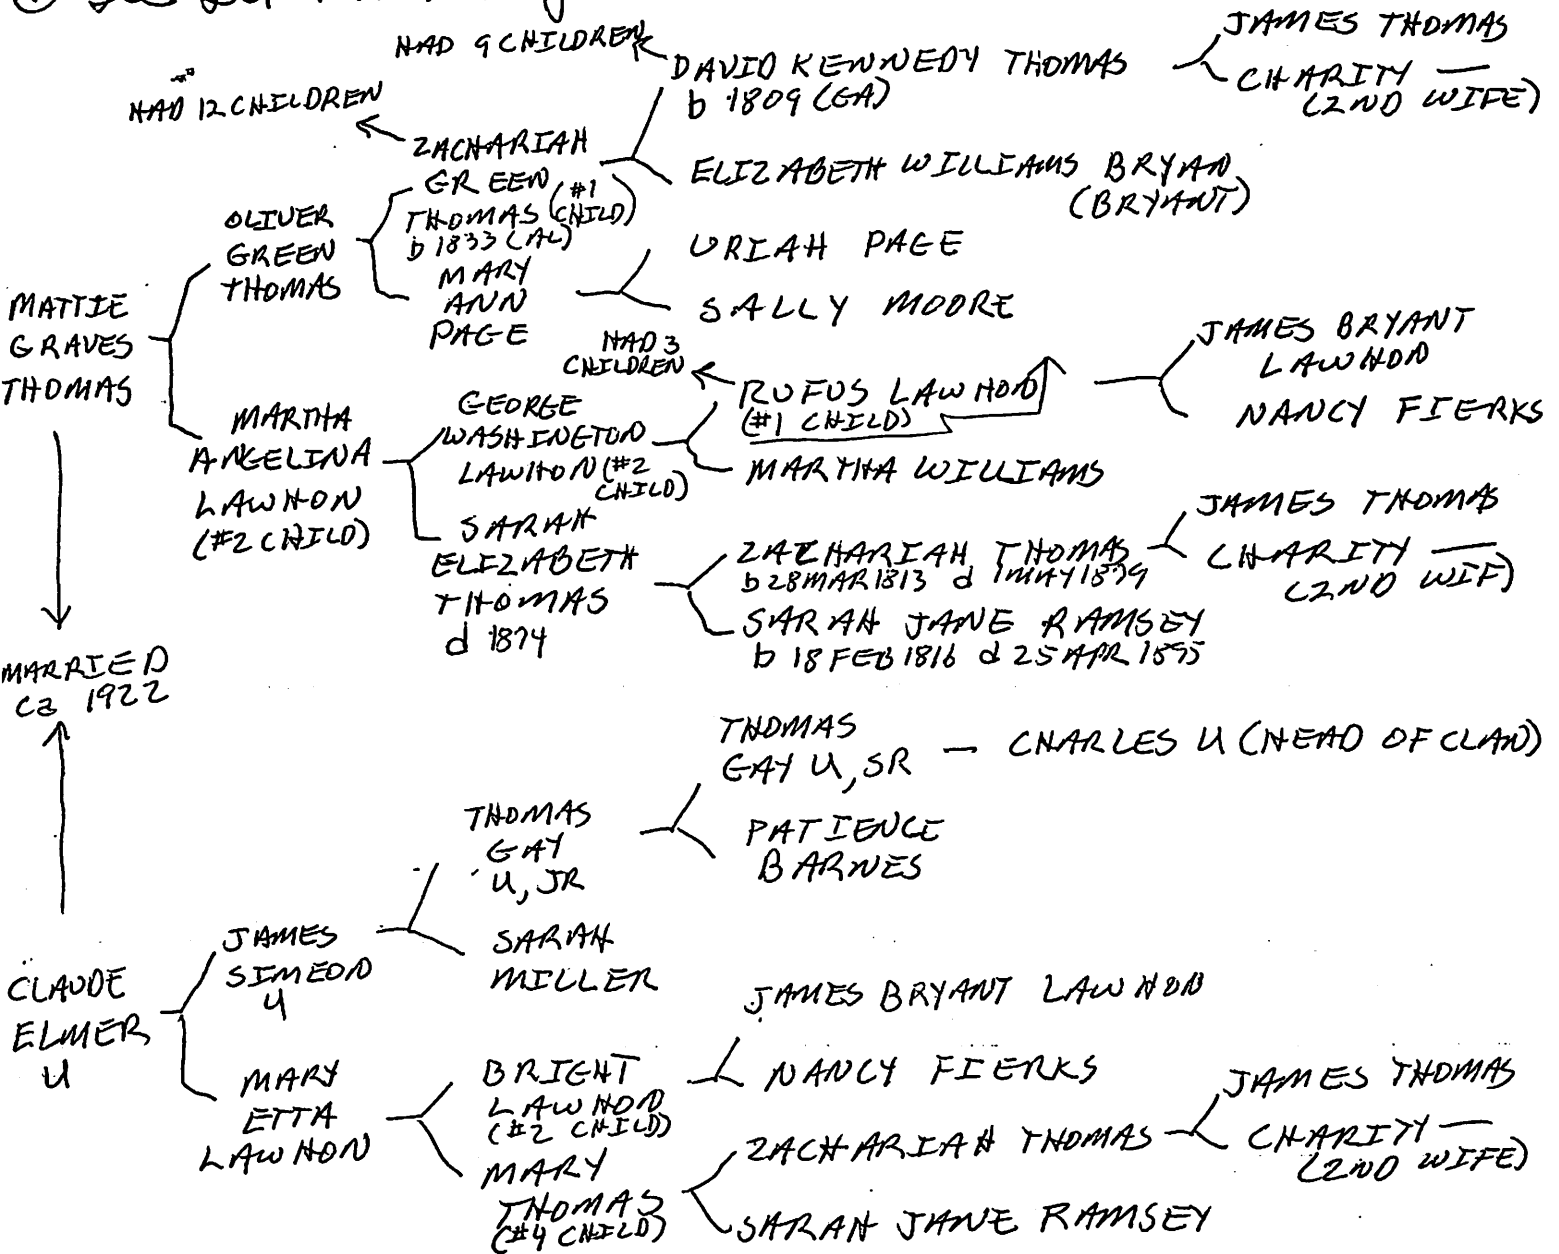 HAD 9 CHILDREN
JAMES THOMAS
DAVID KENNEDY THOMAS
b 1809 (GA)
CHARITY —
(2ND WIFE)
HAD 12 CHILDREN
ZACHARIAH
GREEN (#1
THOMAS CHILD)
b 1833 (AL)
ELIZABETH WILLIAMS BRYAN
(BRYANT)
OLIVER
GREEN
THOMAS
MARY
ANN
PAGE
URIAH PAGE
SALLY MOORE
MATTIE
GRAVES
THOMAS
HAD 3
CHILDREN
RUFUS LAWHON
(#1 CHILD)
JAMES BRYANT
LAWHON
NANCY FIERKS
MARTHA
ANGELINA
LAWHON
(#2 CHILD)
GEORGE
WASHINGTON
LAWHON (#2
CHILD)
MARTHA WILLIAMS
SARAH
ELIZABETH
THOMAS
d 1874
ZACHARIAH THOMAS
b 28 MAR 1813 d 1 MAY 1879
JAMES THOMAS
CHARITY —
(2ND WIF)
SARAH JANE RAMSEY
b 18 FEB 1816 d 25 APR
MARRIED
ca 1922
THOMAS
GAY U, SR — CHARLES U (HEAD OF CLAN)
THOMAS
GAY
U, JR
PATIENCE
BARNES
JAMES
SIMEON
U
SARAH
MILLER
CLAUDE
ELMER
U
MARY
ETTA
LAWHON
BRIGHT
LAWHON
(#2 CHILD)
JAMES BRYANT LAWHON
NANCY FIERKS
MARY
THOMAS
(#4 CHILD)
ZACHARIAH THOMAS
JAMES THOMAS
CHARITY —
(2ND WIFE)
SARAH JANE RAMSEY